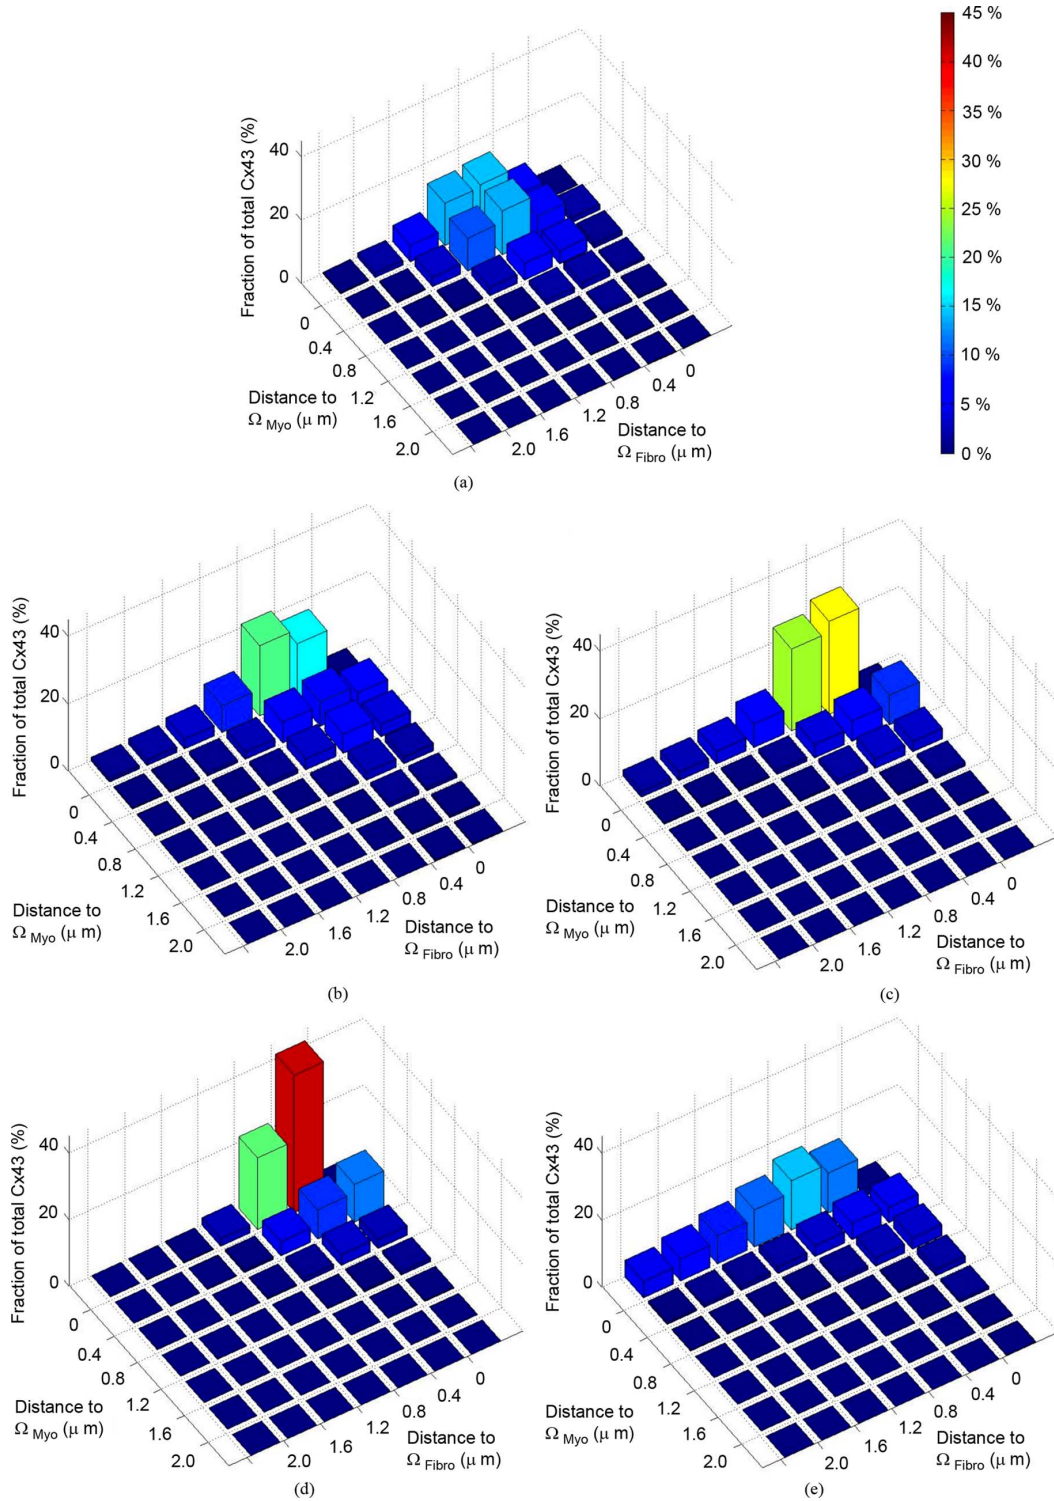 45 %
40 %
35 %
30 %
25 %
20 %
15 %
10 %
5 %
0 %
Fraction of total Cx43 (%)
40
20
0
0
0.4
0.8
1.2
1.6
2.0
Distance to
Ω Myo (μ m)
0
0.4
0.8
1.2
1.6
2.0
Distance to
Ω Fibro (μ m)
(a)
Fraction of total Cx43 (%)
40
20
0
0
0.4
0.8
1.2
1.6
2.0
Distance to
Ω Myo (μ m)
0
0.4
0.8
1.2
1.6
2.0
Distance to
Ω Fibro (μ m)
(b)
Fraction of total Cx43 (%)
40
20
0
0
0.4
0.8
1.2
1.6
2.0
Distance to
Ω Myo (μ m)
0
0.4
0.8
1.2
1.6
2.0
Distance to
Ω Fibro (μ m)
(c)
Fraction of total Cx43 (%)
40
20
0
0
0.4
0.8
1.2
1.6
2.0
Distance to
Ω Myo (μ m)
0
0.4
0.8
1.2
1.6
2.0
Distance to
Ω Fibro (μ m)
(d)
Fraction of total Cx43 (%)
40
20
0
0
0.4
0.8
1.2
1.6
2.0
Distance to
Ω Myo (μ m)
0
0.4
0.8
1.2
1.6
2.0
Distance to
Ω Fibro (μ m)
(e)